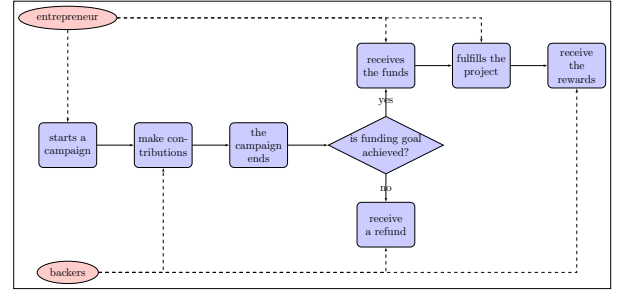 entrepreneur
receives
the funds
fulfills the
project
receive
the
rewards
yes
starts a
campaign
make con-
tributions
the
campaign
ends
is funding goal
achieved?
no
receive
a refund
backers